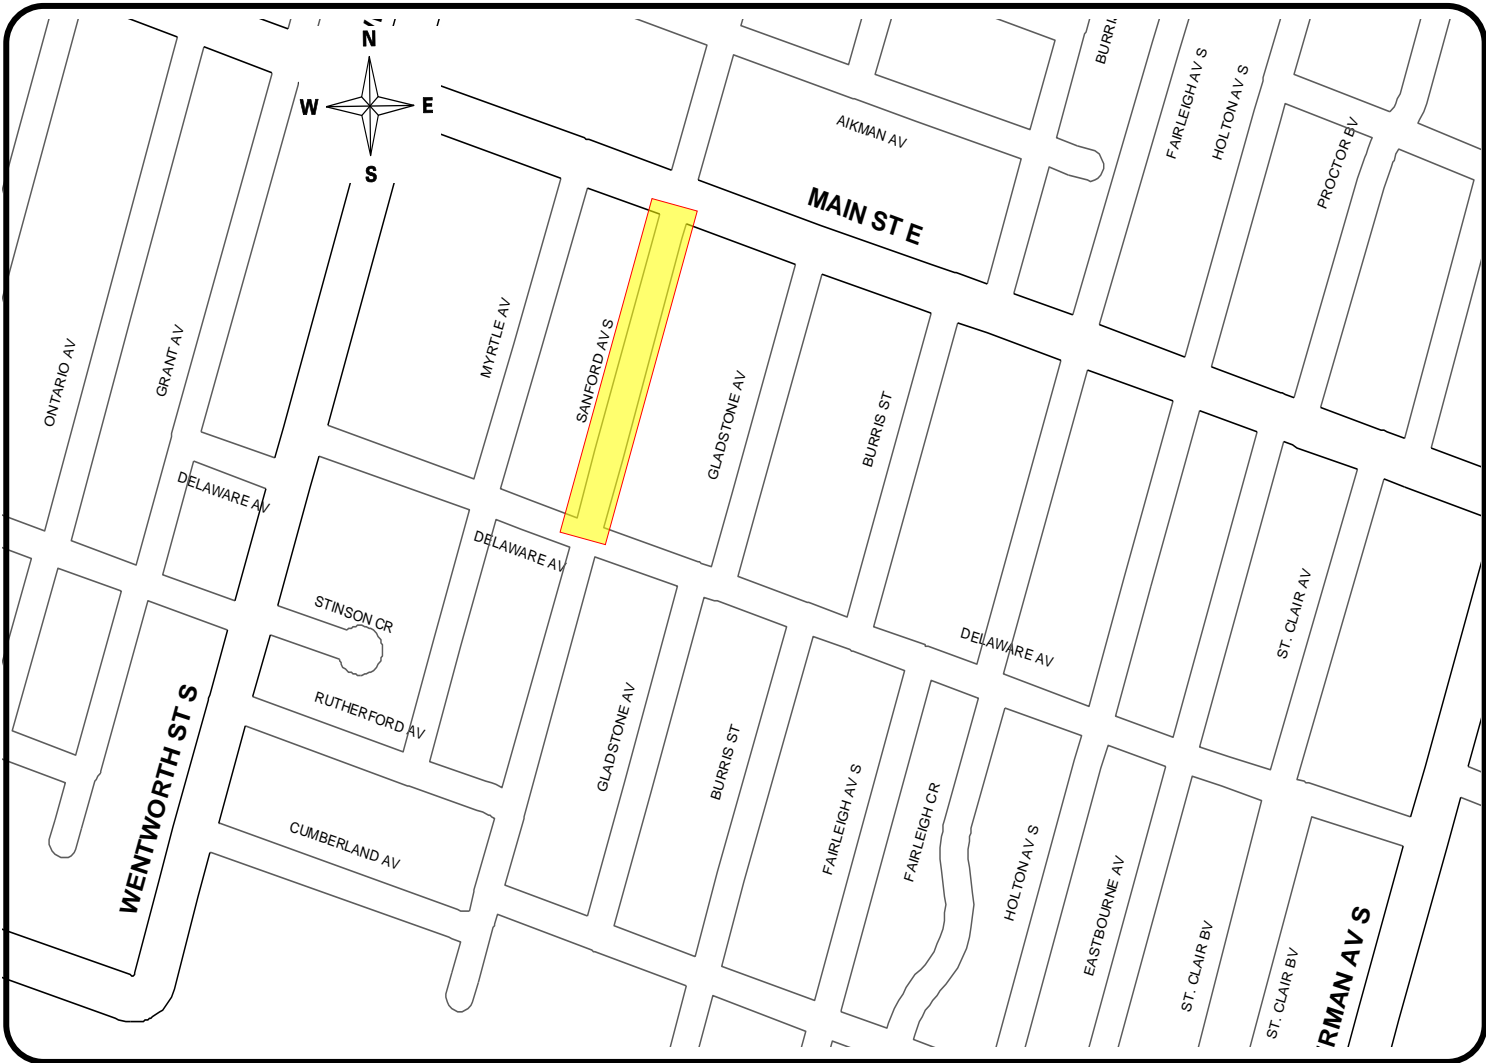 N
W
E
S
BURRI
FAIRLEIGH AV S
HOLTON AV S
PROCTOR BV
AIKMAN AV
MAIN ST E
ONTARIO AV
GRANT AV
MYRTLE AV
SANFORD AV S
GLADSTONE AV
BURRIS ST
DELAWARE AV
DELAWARE AV
DELAWARE AV
ST. CLAIR AV
STINSON CR
RUTHERFORD AV
WENTWORTH ST S
CUMBERLAND AV
GLADSTONE AV
BURRIS ST
FAIRLEIGH AV S
FAIRLEIGH CR
HOLTON AV S
EASTBOURNE AV
ST. CLAIR BV
ST. CLAIR BV
RMAN AV S